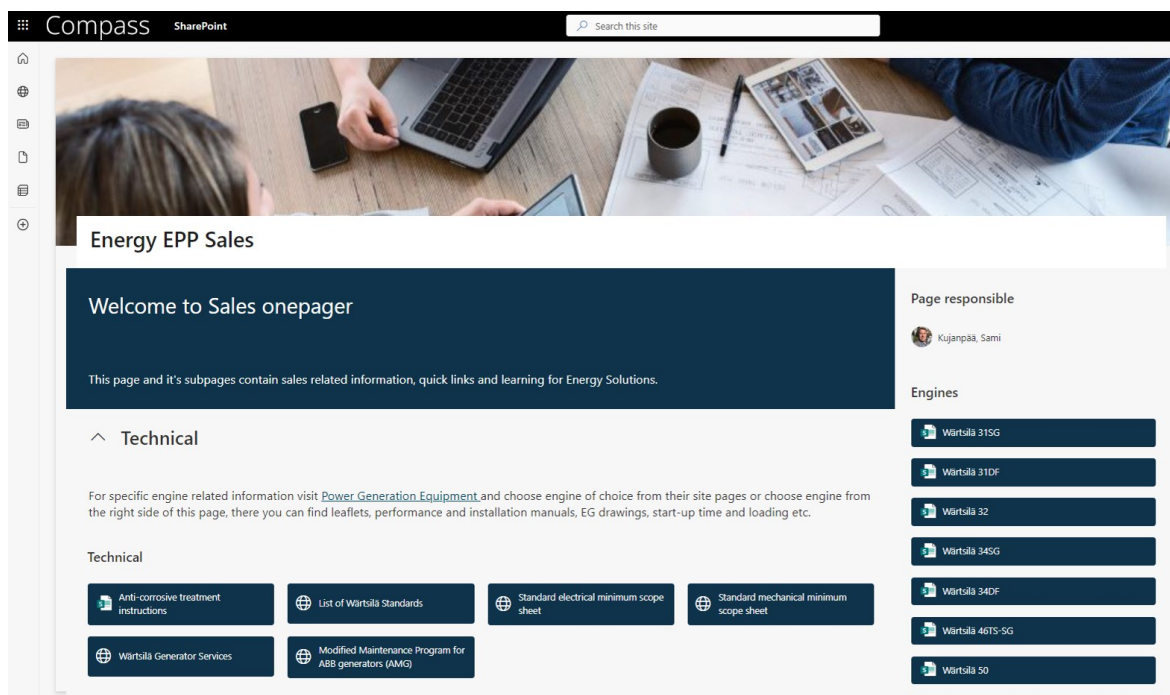 Compass SharePoint
Search this site
Energy EPP Sales
Welcome to Sales onepager
This page and it's subpages contain sales related information, quick links and learning for Energy Solutions.
Technical
For specific engine related information visit Power Generation Equipment and choose engine of choice from their site pages or choose engine from
the right side of this page, there you can find leaflets, performance and installation manuals, EG drawings, start-up time and loading etc.
Technical
Anti-corrosive treatment
instructions
List of Wärtsilä Standards
Standard electrical minimum scope
sheet
Standard mechanical minimum
scope sheet
Wärtsilä Generator Services
Modified Maintenance Program for
ABB generators (AMG)
Page responsible
Kujanpää, Sami
Engines
Wärtsilä 31SG
Wärtsilä 31DF
Wärtsilä 32
Wärtsilä 34SG
Wärtsilä 34DF
Wärtsilä 46TS-SG
Wärtsilä 50